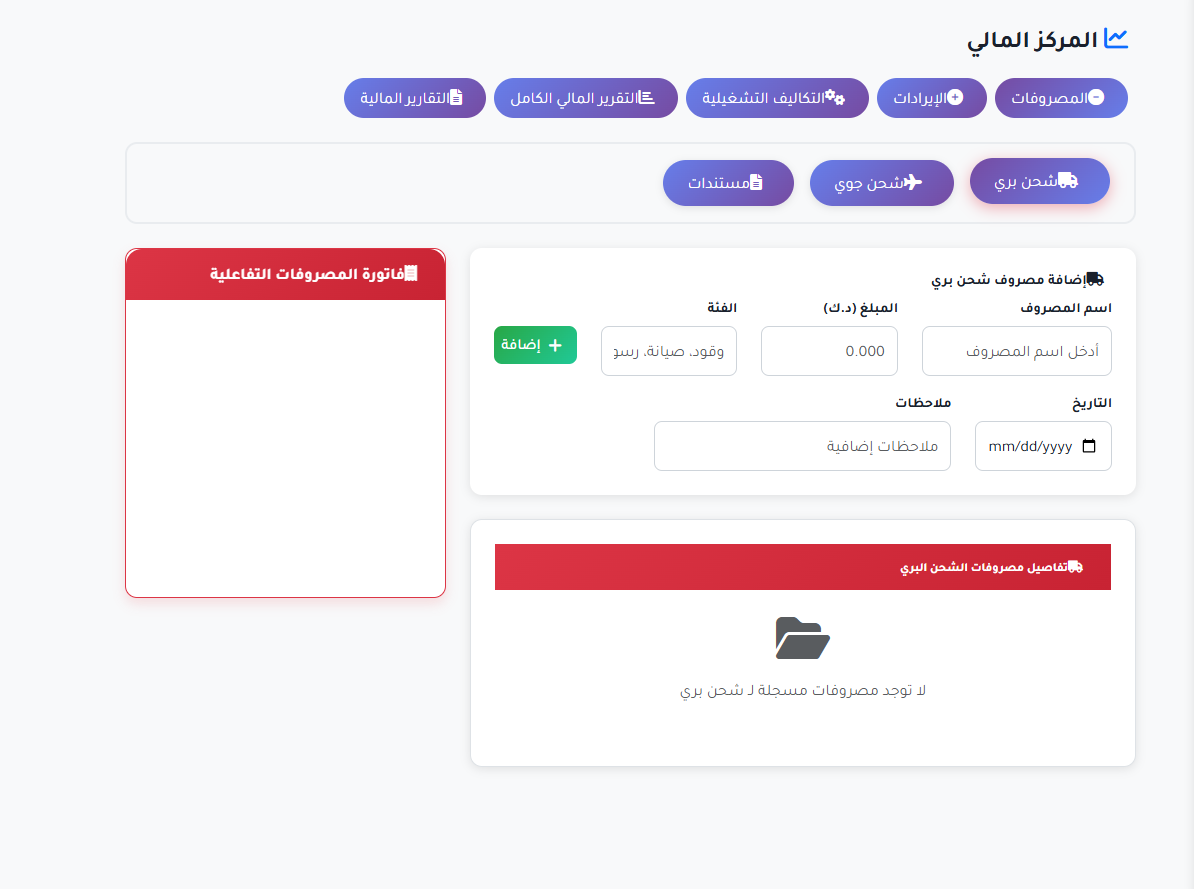 المركز المالي
المصروفات
الإيرادات
التكاليف التشغيلية
التقرير المالي الكامل
التقارير المالية
شحن بري
شحن جوي
مستندات
إضافة مصروف شحن بري
اسم المصروف
المبلغ (د.ك)
الفئة
أدخل اسم المصروف
0.000
وقود، صيانة، رسو
إضافة
التاريخ
ملاحظات
mm/dd/yyyy
ملاحظات إضافية
تفاصيل مصروفات الشحن البري
لا توجد مصروفات مسجلة لـ شحن بري
فاتورة المصروفات التفاعلية